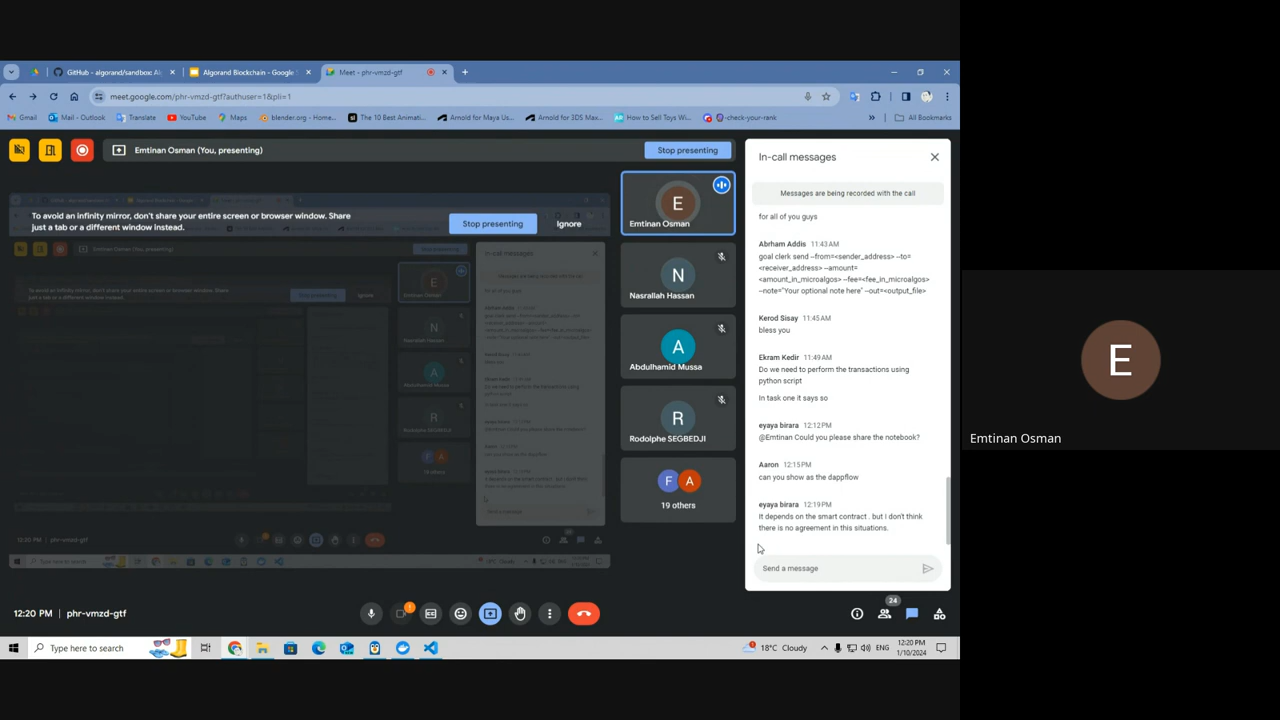 GitHub - algorand/sandbox: Al
Algorand Blockchain - Google
Meet - phr-vmzd-gtf
meet.google.com/phr-vmzd-gtf?authuser=1&pli=1
Gmail
Mail - Outlook
Translate
YouTube
Maps
blender.org - Home...
The 10 Best Animati...
Arnold for Maya Us...
Arnold for 3DS Max...
How to Sell Toys Wi...
-check-your-rank
»
All Bookmarks
Emtinan Osman (You, presenting)
Stop presenting
To avoid an infinity mirror, don't share your entire screen or browser window. Share
just a tab or a different window instead.
Stop presenting
Ignore
E
Emtinan Osman
N
Nasrallah Hassan
A
Abdulhamid Mussa
R
Rodolphe SEGBEDJI
F A
19 others
In-call messages
Messages are being recorded with the call
for all of you guys
Abrham Addis 11:43 AM
goal clerk send --from=<sender_address> --to=
<receiver_address> --amount=
<amount_in_microalgos> --fee=<fee_in_microalgos>
--note="Your optional note here" --out=<output_file>
Kerod Sisay 11:45 AM
bless you
Ekram Kedir 11:49 AM
Do we need to perform the transactions using
python script
In task one it says so
eyaya birara 12:12 PM
@Emtinan Could you please share the notebook?
Aaron 12:15 PM
can you show as the dappflow
eyaya birara 12:19 PM
It depends on the smart contract . but i don't think
there is no agreement in this situations.
Send a message
12:20 PM | phr-vmzd-gtf
24
Type here to search
18°C Cloudy
ENG
12:20 PM
1/10/2024
E
Emtinan Osman